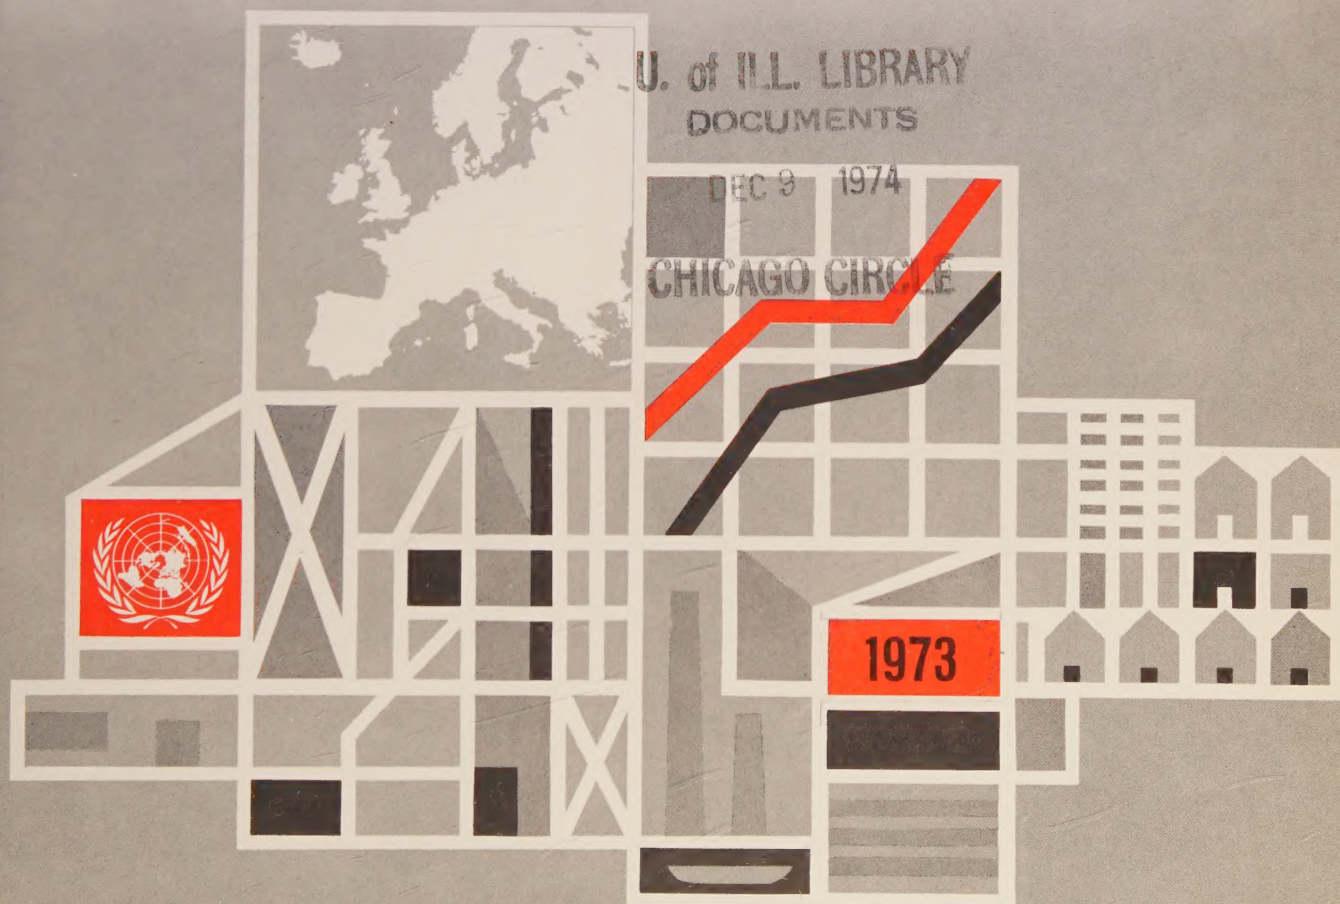 U. of ILL. LIBRARY
DOCUMENTS
DEC 9 1974
CHICAGO CIRCLE
1973